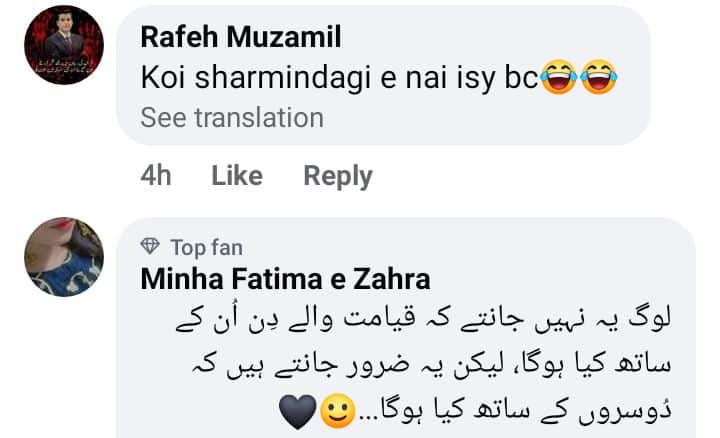 Rafeh Muzamil
Koi sharmindagi e nai isy bc😂😂
See translation
4h Like Reply
Top fan
Minha Fatima e Zahra
لوگ یہ نہیں جانتے کہ قیامت والے دِن اُن کے
ساتھ کیا ہوگا، لیکن یہ ضرور جانتے ہیں کہ
دُوسروں کے ساتھ کیا ہوگا...🙂🖤